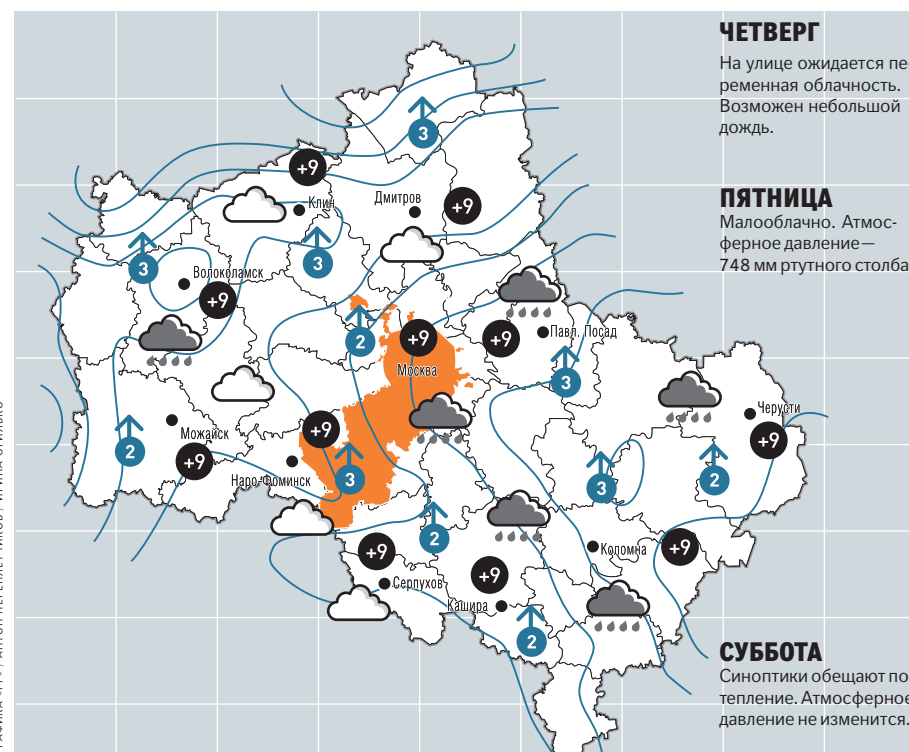 ЧЕТВЕРГ
На улице ожидается пе-
ременная облачность.
Возможен небольшой
дождь.
ПЯТНИЦА
Малооблачно. Атмос-
ферное давление—
748 мм ртутного столба
СУББОТА
Синоптики обещают по
тепление. Атмосферное
давление не изменится.
3
+9
Клин
Дмитров
+9
3
3
Волоколамск
+9
2
+9
Москва
+9
Павл. Посад
3
Черусти
+9
Можайск
2
+9
+9
Наро-Фоминск
3
3
2
2
+9
Серпухов
+9
Кашира
2
Коломна
+9